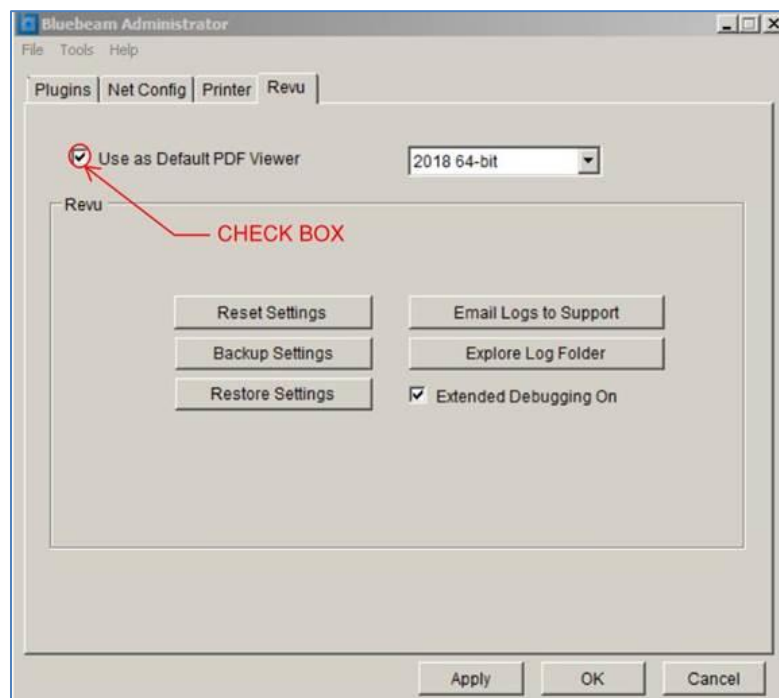 Bluebeam Administrator
File Tools Help
Plugins Net Config Printer Revu
Use as Default PDF Viewer 2018 64-bit
Revu
CHECK BOX
Reset Settings Email Logs to Support
Backup Settings Explore Log Folder
Restore Settings Extended Debugging On
Apply OK Cancel